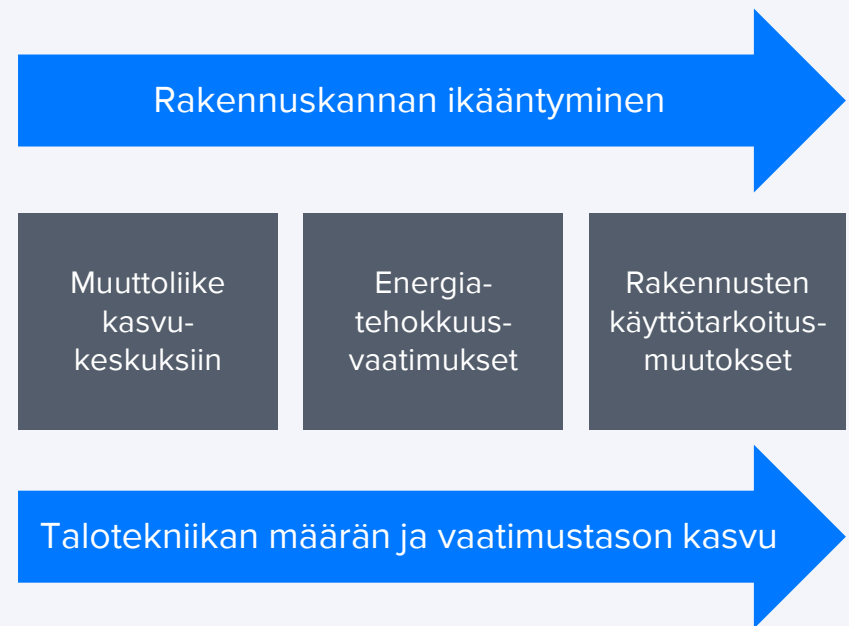 Rakennuskannan ikääntyminen
Muuttoliike
kasvu-
keskuksiin
Energia-
tehokkuus-
vaatimukset
Rakennusten
käyttötarkoitus-
muutokset
Talotekniikan määrän ja vaatimustason kasvu